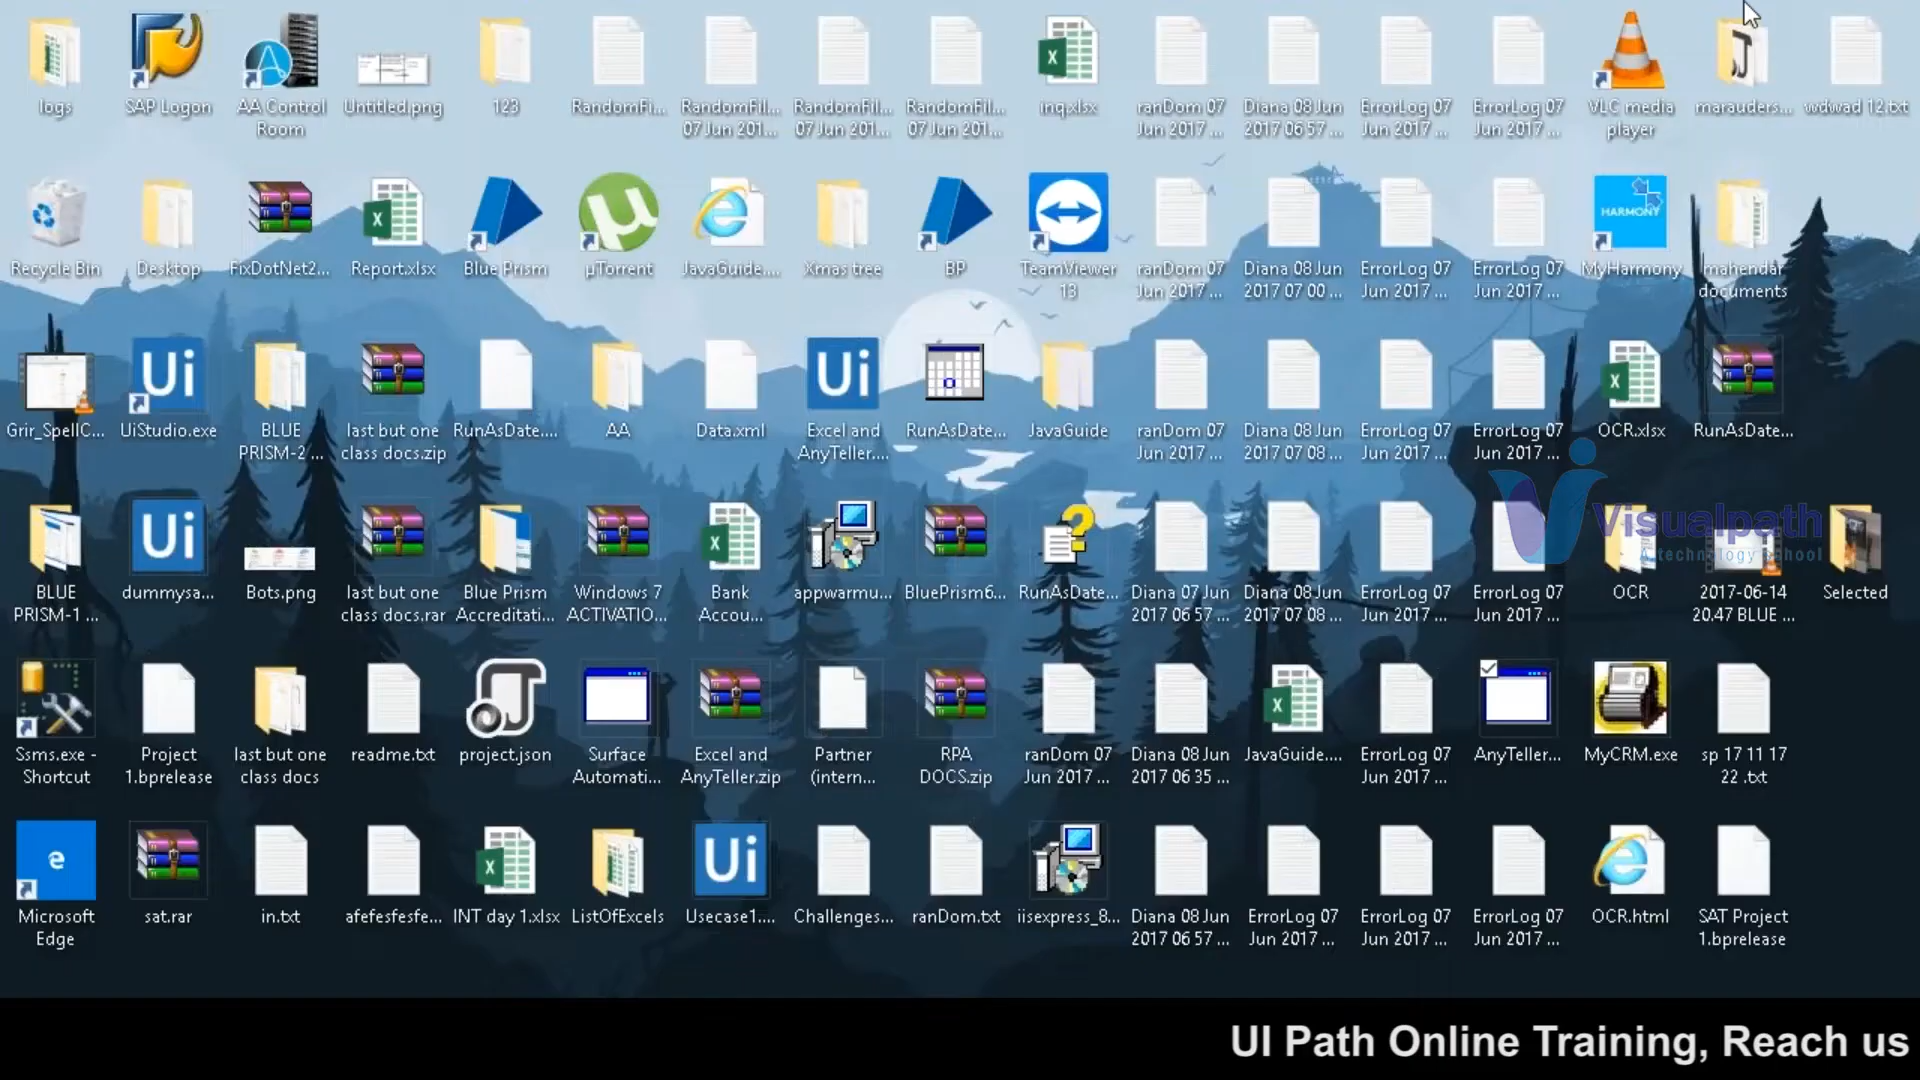 logs
SAP Logon
AA Control
Room
Untitled.png
123
RandomFi...
RandomFil...
07 Jun 201...
RandomFil...
07 Jun 201...
RandomFil...
07 Jun 201...
inq.xlsx
ranDom 07
Jun 2017 ...
Diana 08 Jun
2017 06 57 ...
ErrorLog 07
Jun 2017 ...
ErrorLog 07
Jun 2017 ...
VLC media
player
marauders...
wdwad 12.txt
Recycle Bin
Desktop
FixDotNet2...
Report.xlsx
Blue Prism
µTorrent
JavaGuide....
Xmas tree
BP
TeamViewer
13
ranDom 07
Jun 2017 ...
Diana 08 Jun
2017 07 00 ...
ErrorLog 07
Jun 2017 ...
ErrorLog 07
Jun 2017 ...
HARMONY
MyHarmony
mahendar
documents
Grir_SpellC...
Ui
UiStudio.exe
BLUE
PRISM-2 ...
last but one
class docs.zip
RunAsDate....
AA
Data.xml
Ui
Excel and
AnyTeller....
RunAsDate...
JavaGuide
ranDom 07
Jun 2017 ...
Diana 08 Jun
2017 07 08 ...
ErrorLog 07
Jun 2017 ...
ErrorLog 07
Jun 2017 ...
OCR.xlsx
RunAsDate...
Visualpath
A technology school
BLUE
PRISM-1 ...
Ui
dummysa...
Bots.png
last but one
class docs.rar
Blue Prism
Accreditati...
Windows 7
ACTIVATIO...
Bank
Accou...
appwarmu...
BluePrism6...
RunAsDate...
Diana 07 Jun
2017 06 57 ...
Diana 08 Jun
2017 07 08 ...
ErrorLog 07
Jun 2017 ...
ErrorLog 07
Jun 2017 ...
OCR
2017-06-14
20.47 BLUE ...
Selected
Ssms.exe -
Shortcut
Project
1.bprelease
last but one
class docs
readme.txt
project.json
Surface
Automati...
Excel and
AnyTeller.zip
Partner
(intern...
RPA
DOCS.zip
ranDom 07
Jun 2017 ...
Diana 08 Jun
2017 06 35 ...
JavaGuide....
ErrorLog 07
Jun 2017 ...
AnyTeller...
MyCRM.exe
sp 17 11 17
22 .txt
Microsoft
Edge
sat.rar
in.txt
afefesfesfe...
INT day 1.xlsx
ListOfExcels
Ui
Usecase1....
Challenges...
ranDom.txt
iisexpress_8...
Diana 08 Jun
2017 06 57 ...
ErrorLog 07
Jun 2017 ...
ErrorLog 07
Jun 2017 ...
ErrorLog 07
Jun 2017 ...
OCR.html
SAT Project
1.bprelease
UI Path Online Training, Reach us